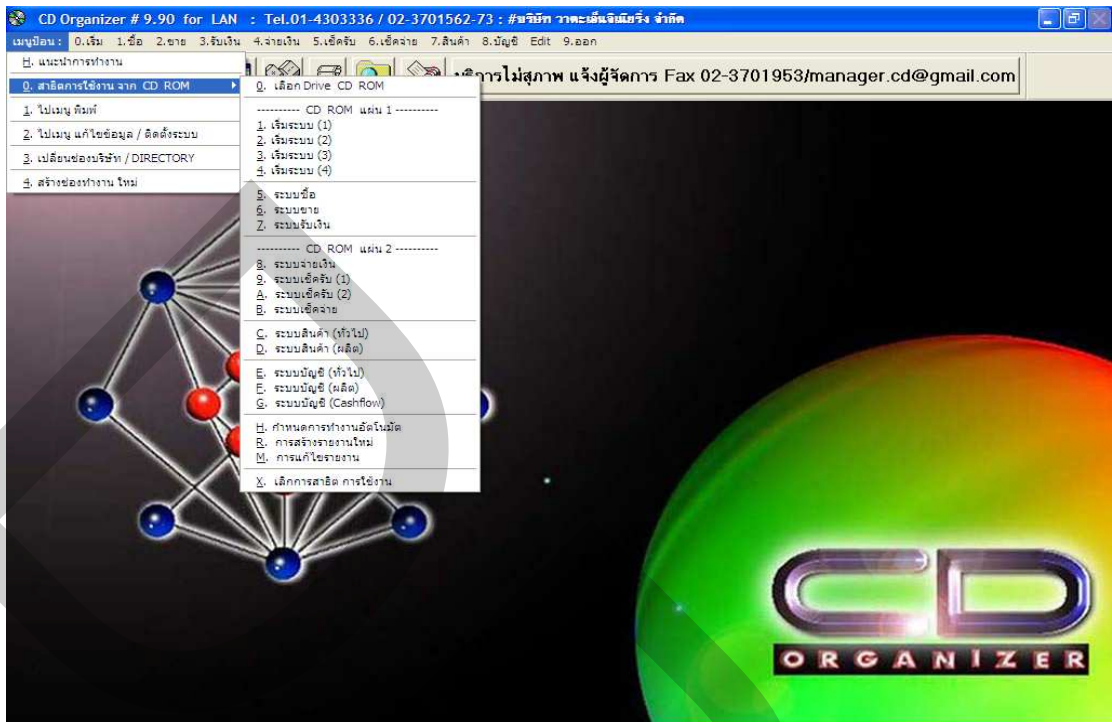 CD Organizer # 9.90 for LAN : Tel.01-4303336 / 02-3701562-73 : #บริษัท วาตะเอ็นจิเนียริ่ง จำกัด
เมนูป้อน : 0.เริ่ม 1.ซื้อ 2.ขาย 3.รับเงิน 4.จ่ายเงิน 5.เช็ครับ 6.เช็คจ่าย 7.สินค้า 8.บัญชี Edit 9.ออก
H. แนะนำการทำงาน
0. สาธิตการใช้งาน จาก CD ROM
1. ไปเมนู พิมพ์
2. ไปเมนู แก้ไขข้อมูล / ติดตั้งระบบ
3. เปลี่ยนช่องบริษัท / DIRECTORY
4. สร้างช่องทำงาน ใหม่
บริการไม่สุภาพ แจ้งผู้จัดการ Fax 02-3701953/manager.cd@gmail.com
0. เลือก Drive CD ROM
---------- CD ROM แผ่น 1 ----------
1. เริ่มระบบ (1)
2. เริ่มระบบ (2)
3. เริ่มระบบ (3)
4. เริ่มระบบ (4)
5. ระบบซื้อ
6. ระบบขาย
7. ระบบรับเงิน
---------- CD ROM แผ่น 2 ----------
8. ระบบจ่ายเงิน
9. ระบบเช็ครับ (1)
A. ระบบเช็ครับ (2)
B. ระบบเช็คจ่าย
C. ระบบสินค้า (ทั่วไป)
D. ระบบสินค้า (ผลิต)
E. ระบบบัญชี (ทั่วไป)
F. ระบบบัญชี (ผลิต)
G. ระบบบัญชี (Cashflow)
H. กำหนดการทำงานอัตโนมัต
R. การสร้างรายงานใหม่
M. การแก้ไขรายงาน
X. เลิกการสาธิต การใช้งาน
CD
ORGANIZER